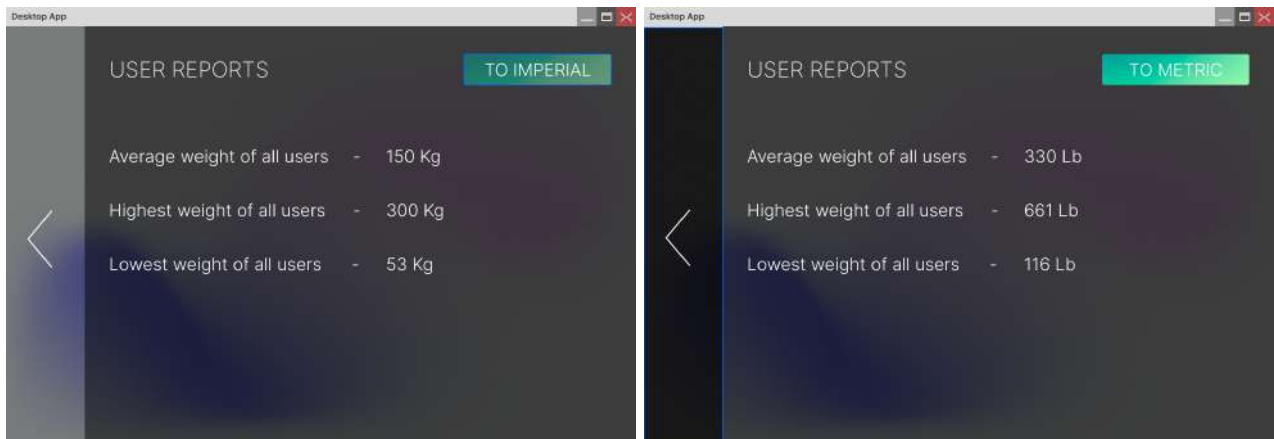 Desktop App
USER REPORTS
TO IMPERIAL
Average weight of all users - 150 Kg
Highest weight of all users - 300 Kg
Lowest weight of all users - 53 Kg
Desktop App
USER REPORTS
TO METRIC
Average weight of all users - 330 Lb
Highest weight of all users - 661 Lb
Lowest weight of all users - 116 Lb